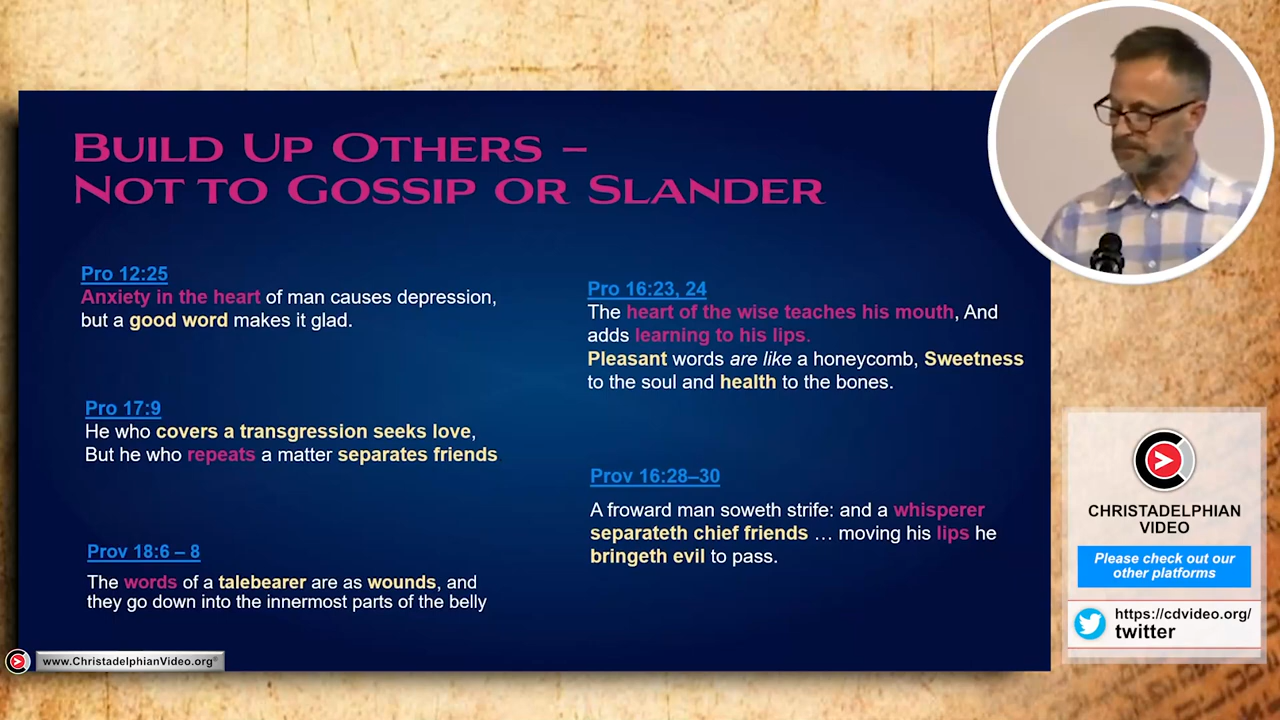 BUILD UP OTHERS –
NOT TO GOSSIP OR SLANDER
Pro 12:25
Anxiety in the heart of man causes depression,
but a good word makes it glad.
Pro 17:9
He who covers a transgression seeks love,
But he who repeats a matter separates friends
Prov 18:6 – 8
The words of a talebearer are as wounds, and
they go down into the innermost parts of the belly
Pro 16:23, 24
The heart of the wise teaches his mouth, And
adds learning to his lips.
Pleasant words are like a honeycomb, Sweetness
to the soul and health to the bones.
Prov 16:28–30
A froward man soweth strife: and a whisperer
separateth chief friends … moving his lips he
bringeth evil to pass.
CHRISTADELPHIAN
VIDEO
Please check out our
other platforms
https://cdvideo.org/
twitter
www.ChristadelphianVideo.org®